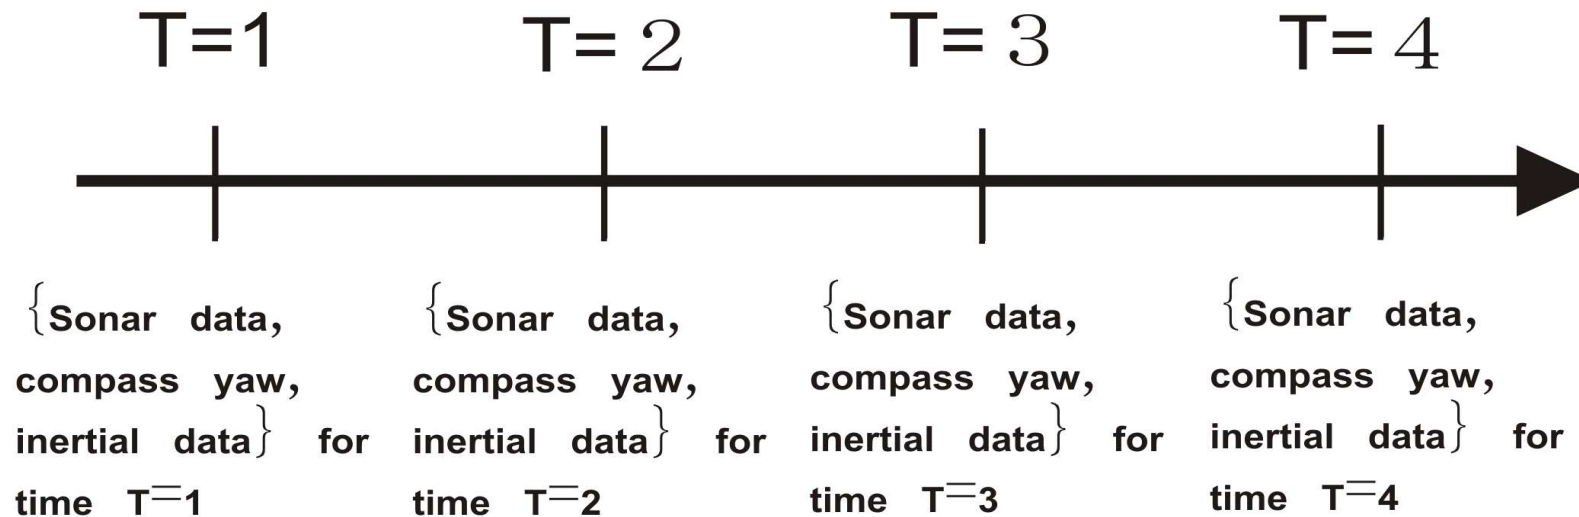 T=1
T=2
T=3
T=4
{Sonar data,
compass yaw,
inertial data} for
time T=1
{Sonar data,
compass yaw,
inertial data} for
time T=2
{Sonar data,
compass yaw,
inertial data} for
time T=3
{Sonar data,
compass yaw,
inertial data} for
time T=4